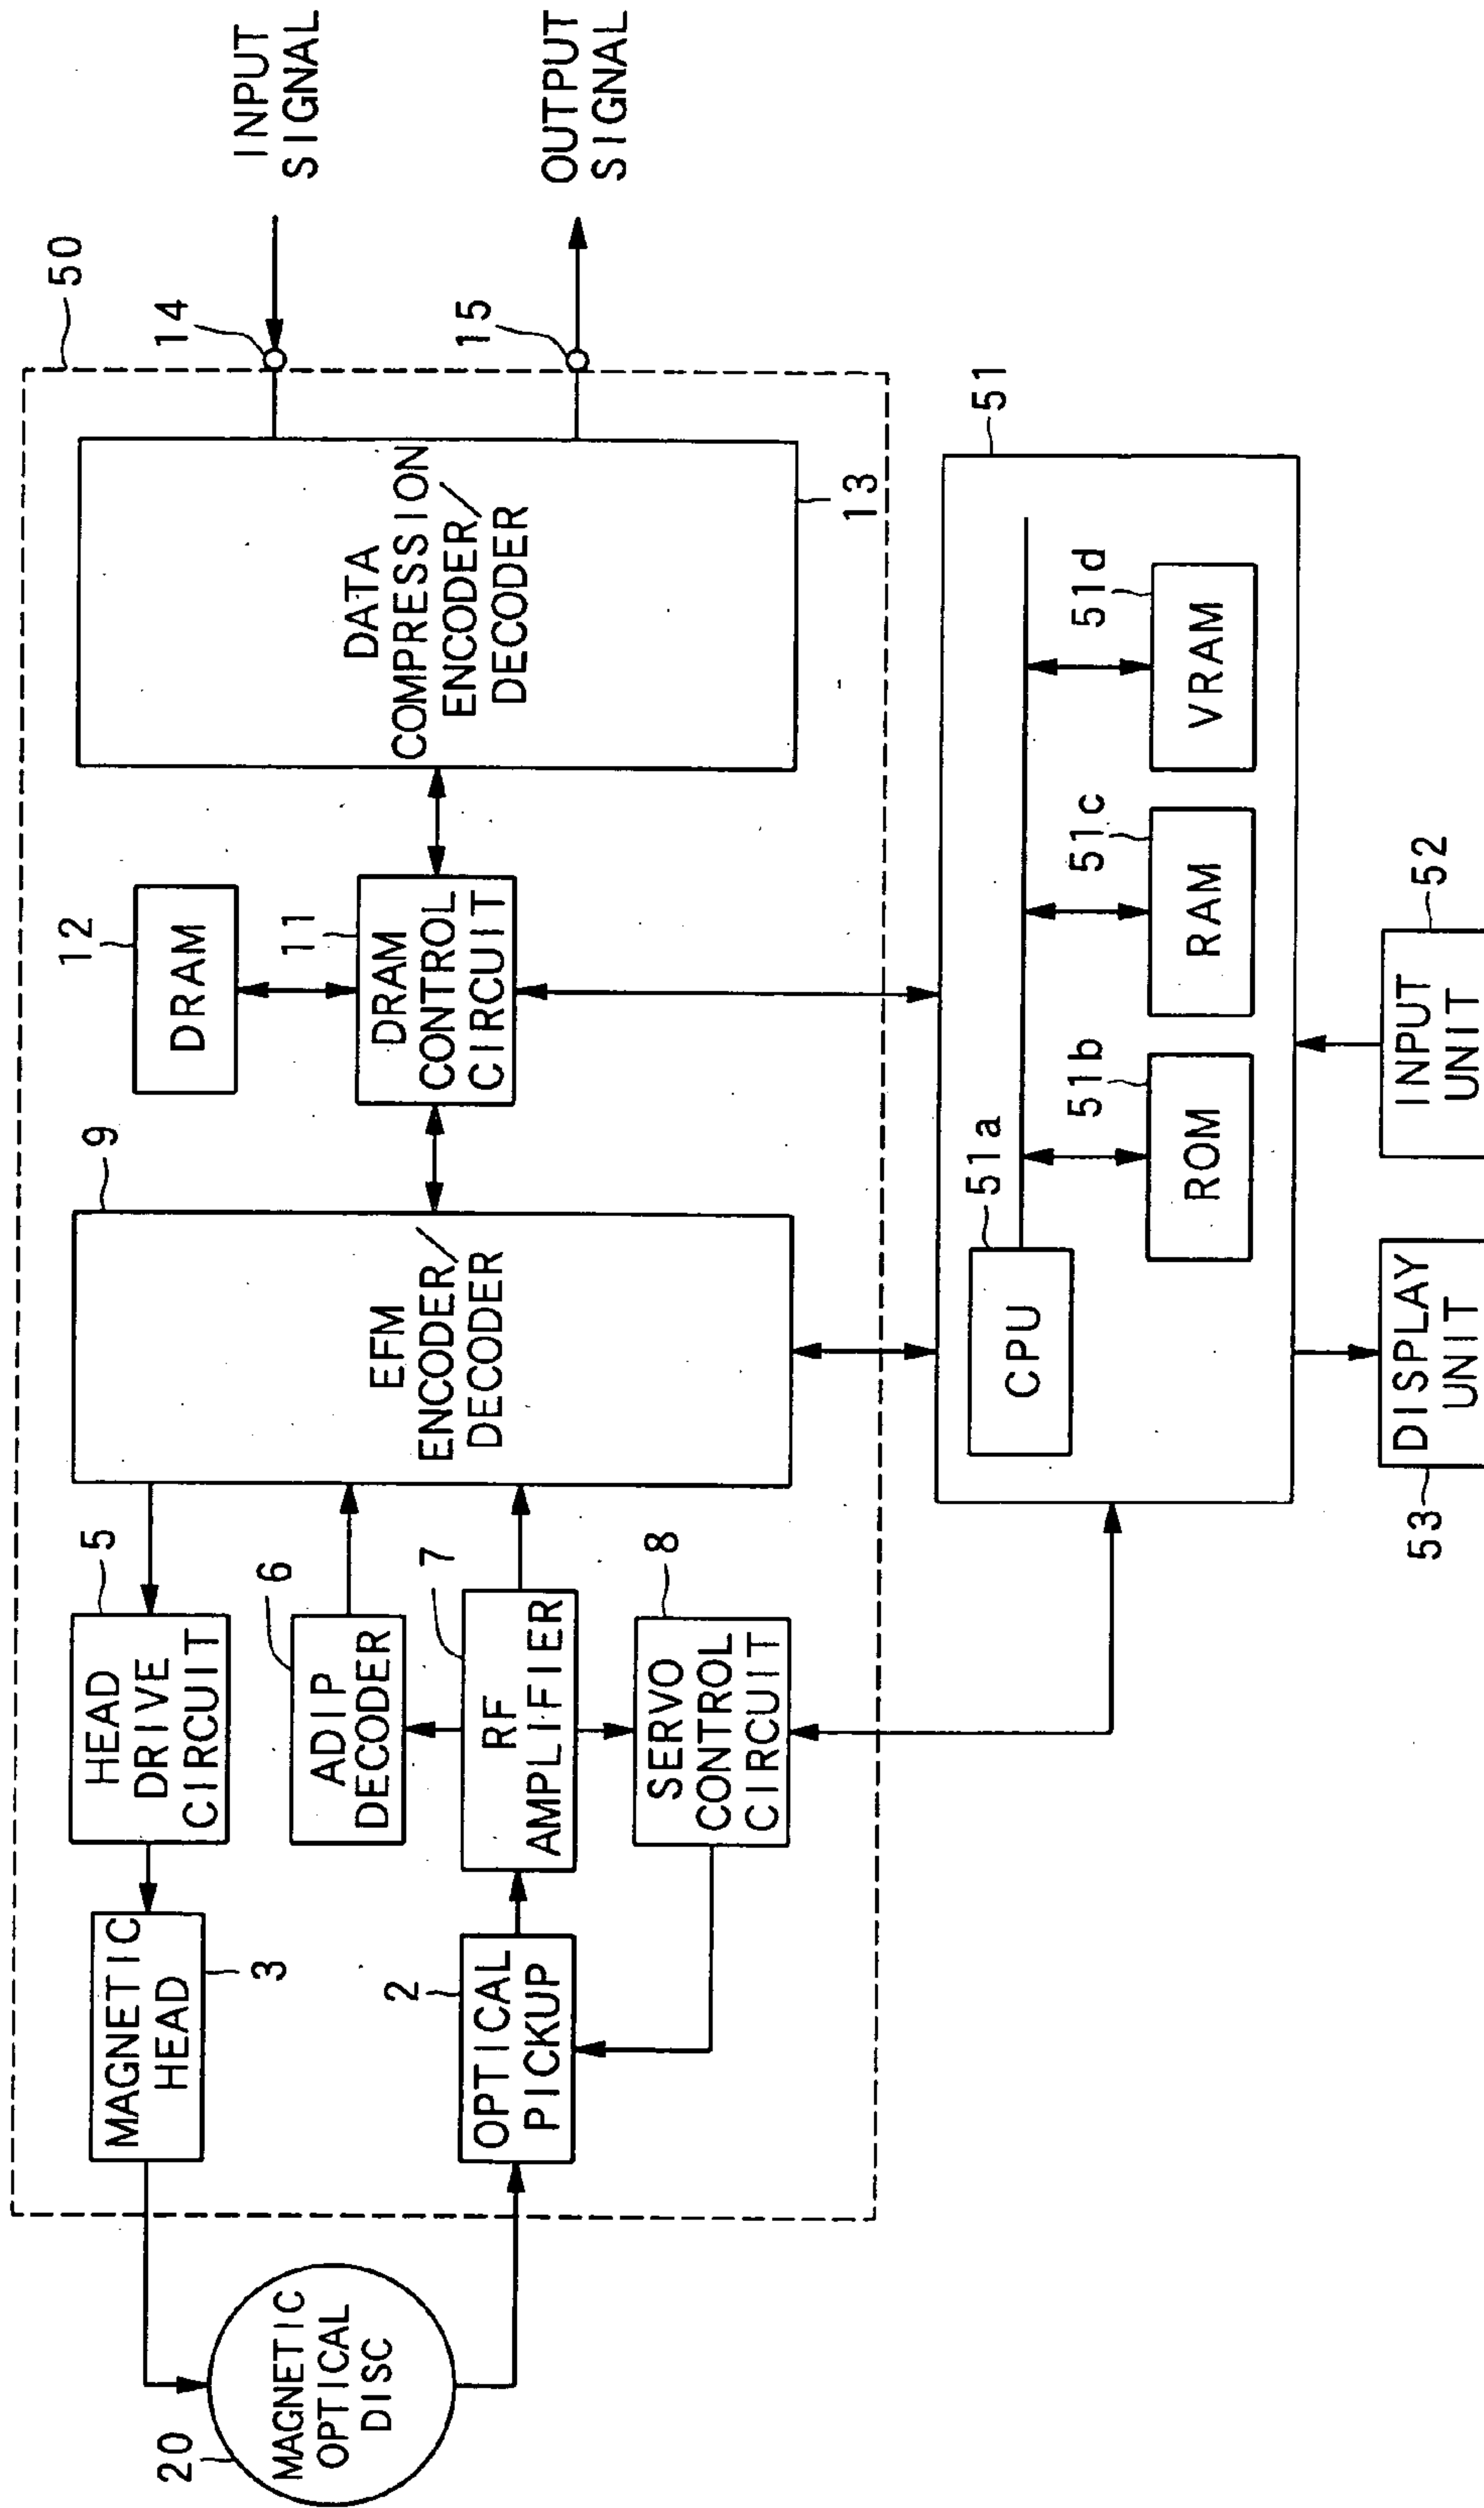 50
14
INPUT
SIGNAL
15
OUTPUT
SIGNAL
DATA
COMPRESSION
ENCODER/
DECODER
13
12
DRAM
11
DRAM
CONTROL
CIRCUIT
9
EFM
ENCODER/
DECODER
5
HEAD
DRIVE
CIRCUIT
6
ADIP
DECODER
7
RF
AMPLIFIER
8
SERVO
CONTROL
CIRCUIT
MAGNETIC
HEAD
3
2
OPTICAL
PICKUP
20
MAGNETIC
OPTICAL
DISC
51
51a
CPU
51b
ROM
51c
RAM
51d
VRAM
52
INPUT
UNIT
53
DISPLAY
UNIT